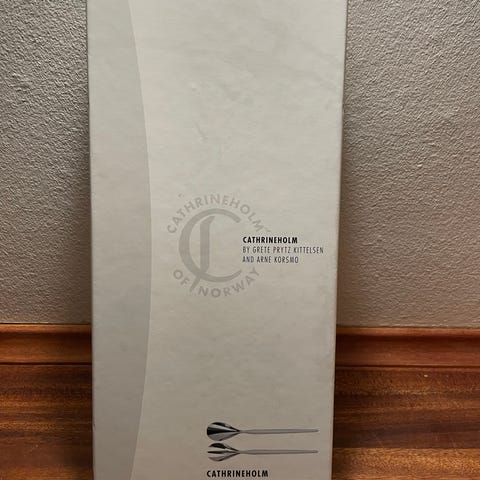 CATHRINEHOLM
OF NORWAY
CATHRINEHOLM
BY GRETE PRYTZ KITTELSEN
AND ARNE KORSMO
CATHRINEHOLM